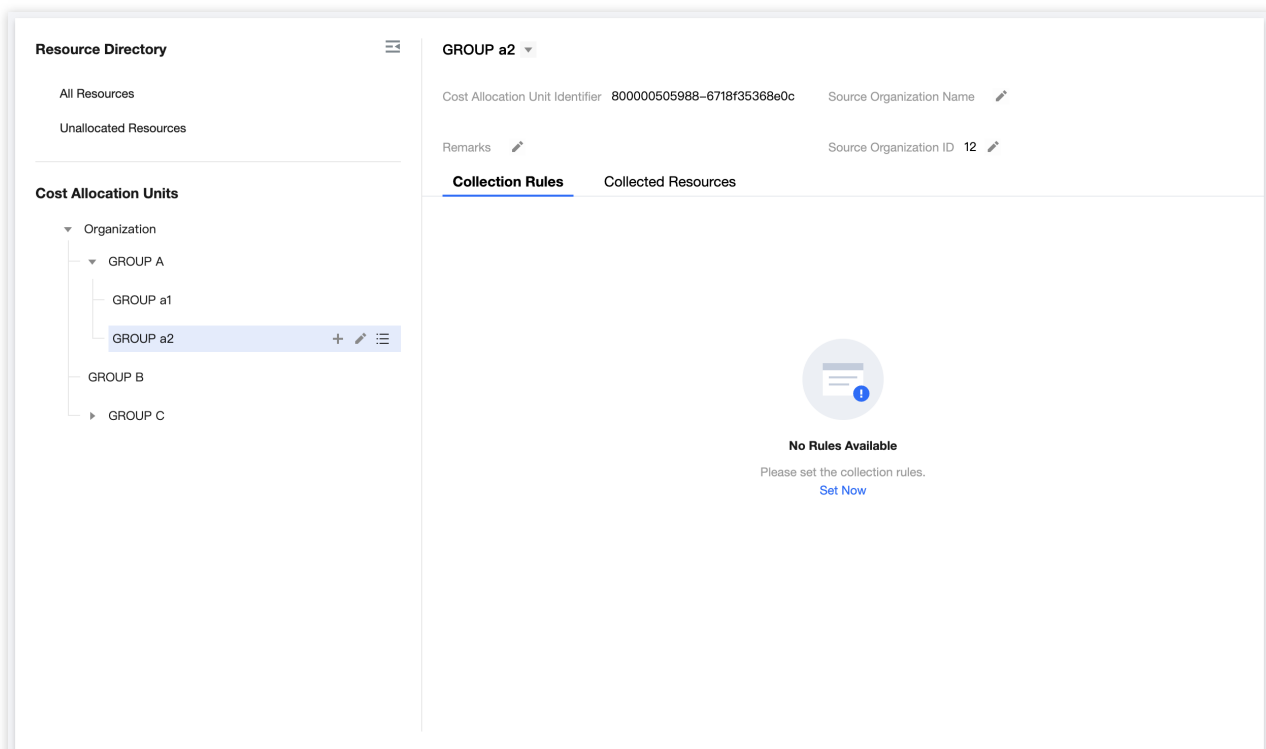 Resource Directory
All Resources
Unallocated Resources
Cost Allocation Units
Organization
GROUP A
GROUP a1
GROUP a2
GROUP B
GROUP C
GROUP a2
Cost Allocation Unit Identifier 800000505988–6718f35368e0c Source Organization Name
Remarks Source Organization ID 12
Collection Rules Collected Resources
No Rules Available
Please set the collection rules.
Set Now